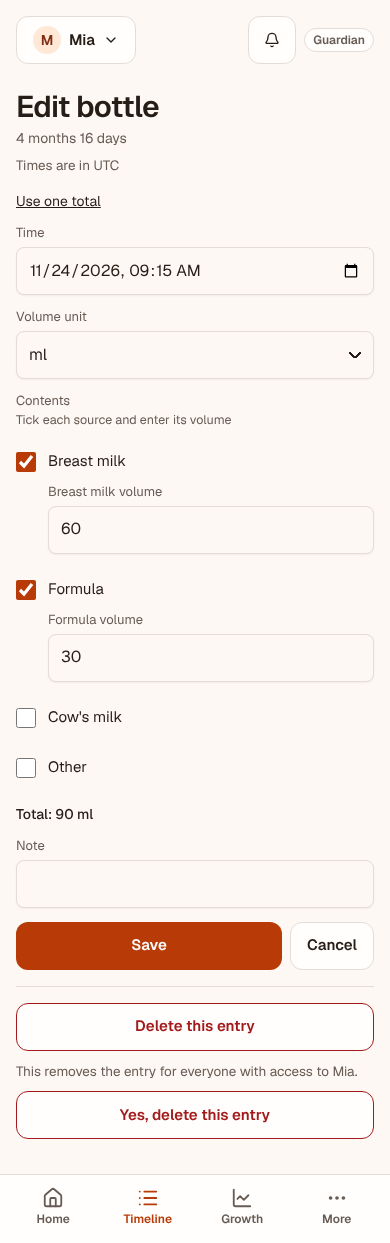 M Mia
Guardian
Edit bottle
4 months 16 days
Times are in UTC
Use one total
Time
11/24/2026, 09:15 AM
Volume unit
ml
Contents
Tick each source and enter its volume
Breast milk
Breast milk volume
60
Formula
Formula volume
30
Cow's milk
Other
Total: 90 ml
Note
Save
Cancel
Delete this entry
This removes the entry for everyone with access to Mia.
Yes, delete this entry
Home
Timeline
Growth
More